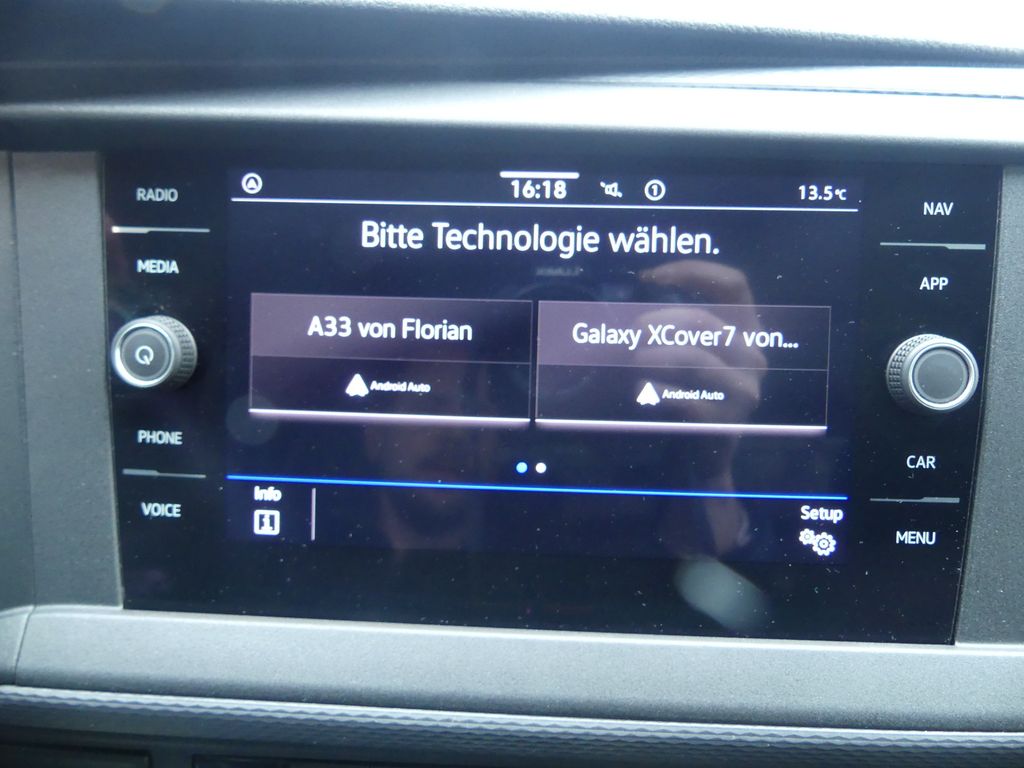 RADIO
MEDIA
PHONE
VOICE
16:18
1
13.5°C
Bitte Technologie wählen.
A33 von Florian
Android Auto
Galaxy XCover7 von...
Android Auto
Info
Setup
NAV
APP
CAR
MENU